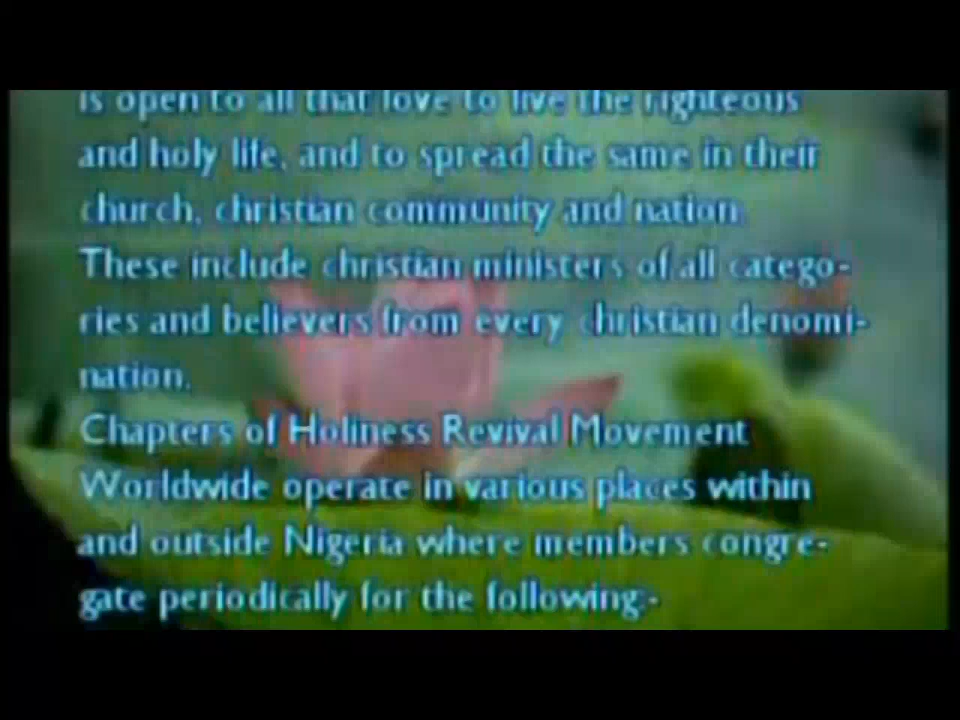 is open to all that love to live the righteous
and holy life, and to spread the same in their
church, christian community and nation.
These include christian ministers of all catego-
ries and believers from every christian denomi-
nation.
Chapters of Holiness Revival Movement
Worldwide operate in various places within
and outside Nigeria where members congre-
gate periodically for the following:-